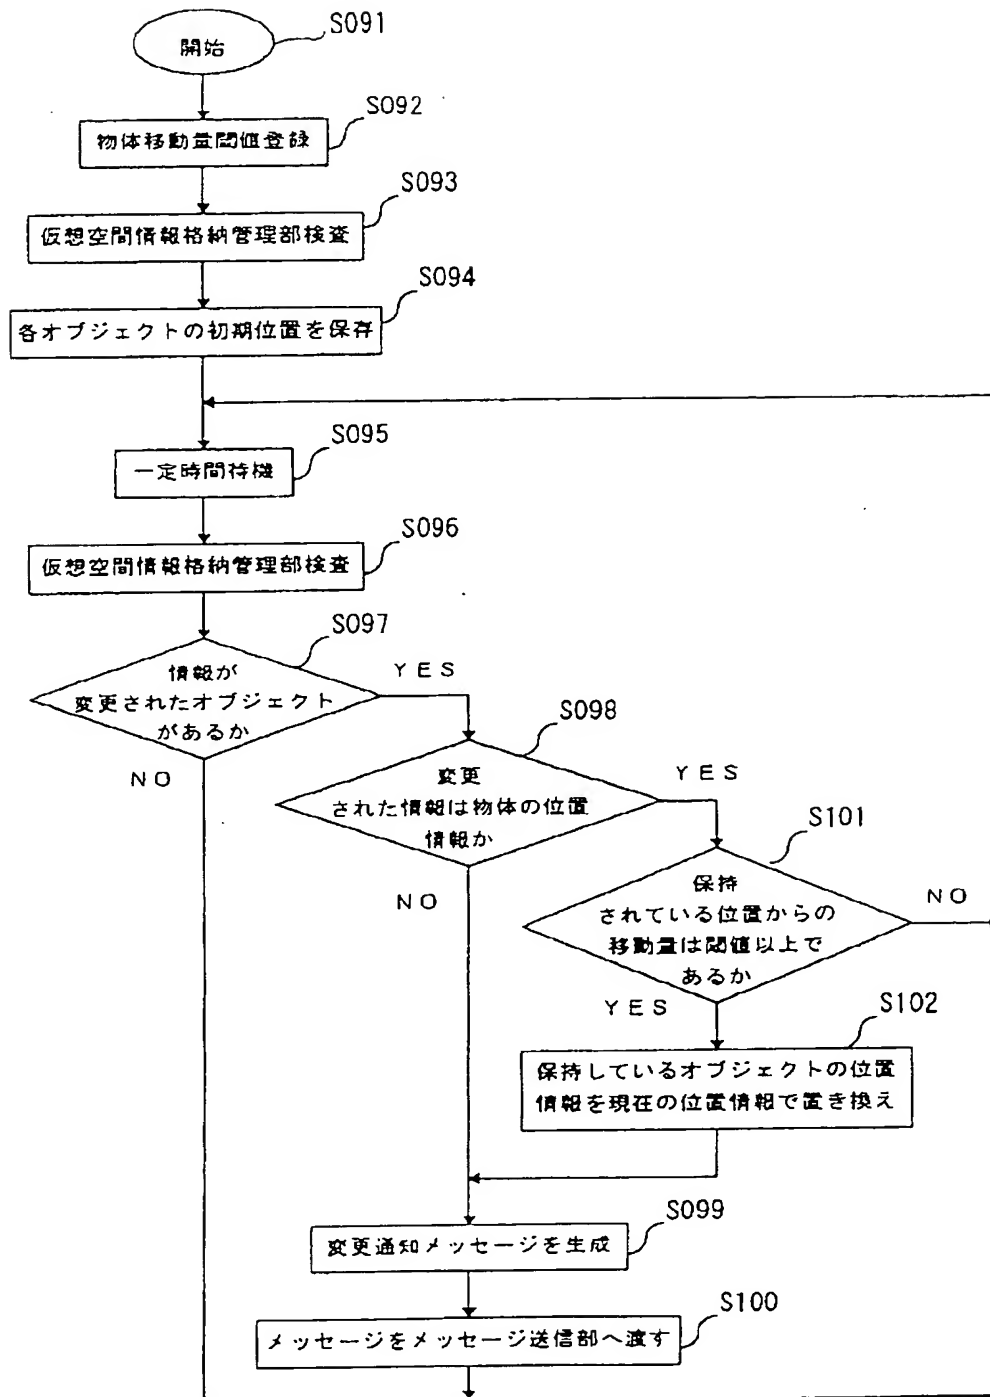 S091
開始
S092
物体移動量閾値登録
S093
仮想空間情報格納管理部検査
S094
各オブジェクトの初期位置を保存
S095
一定時間待機
S096
仮想空間情報格納管理部検査
S097
情報が
変更されたオブジェクト
があるか
YES
NO
S098
変更
された情報は物体の位置
情報か
YES
NO
S101
保持
されている位置からの
移動量は閾値以上で
あるか
NO
YES
S102
保持しているオブジェクトの位置
情報を現在の位置情報で置き換え
S099
変更通知メッセージを生成
S100
メッセージをメッセージ送信部へ渡す